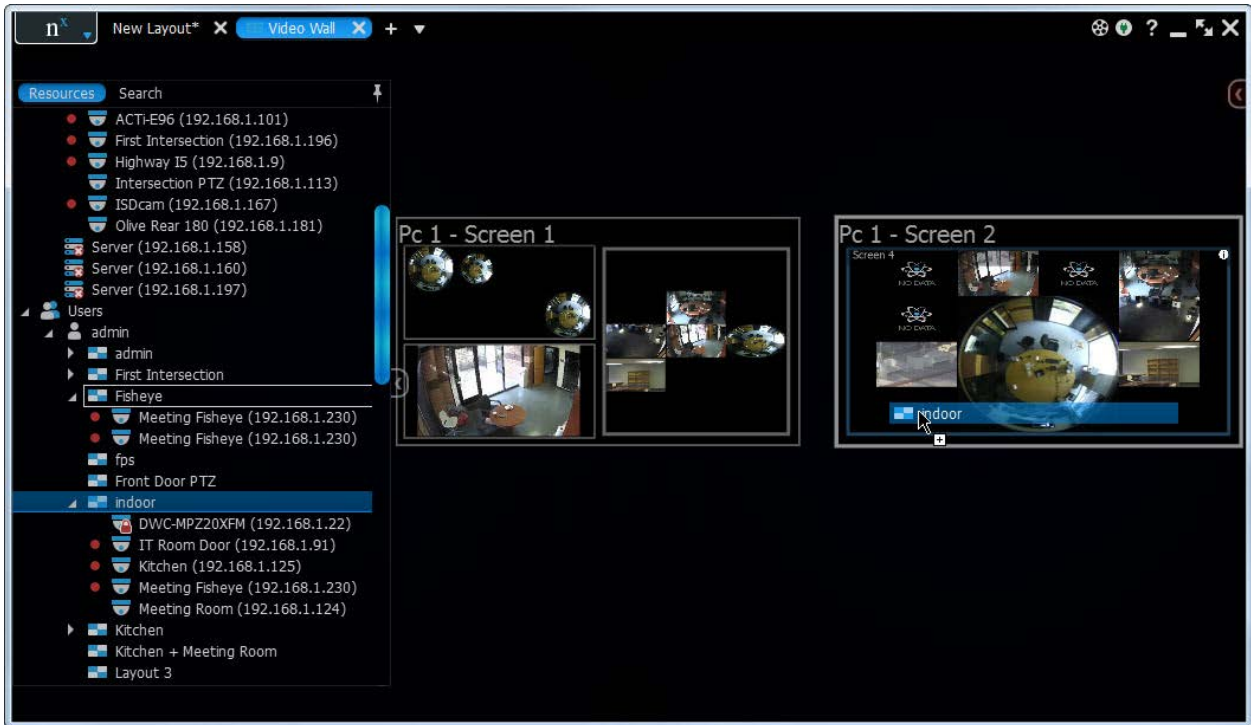 nx
New Layout*
Video Wall
?
Resources
Search
ACTi-E96 (192.168.1.101)
First Intersection (192.168.1.196)
Highway I5 (192.168.1.9)
Intersection PTZ (192.168.1.113)
ISDcam (192.168.1.167)
Olive Rear 180 (192.168.1.181)
Server (192.168.1.158)
Server (192.168.1.160)
Server (192.168.1.197)
Users
admin
admin
First Intersection
Fisheye
Meeting Fisheye (192.168.1.230)
Meeting Fisheye (192.168.1.230)
fps
Front Door PTZ
indoor
DWC-MPZ20XFM (192.168.1.22)
IT Room Door (192.168.1.91)
Kitchen (192.168.1.125)
Meeting Fisheye (192.168.1.230)
Meeting Room (192.168.1.124)
Kitchen
Kitchen + Meeting Room
Layout 3
Pc 1 - Screen 1
Pc 1 - Screen 2
Screen 4
NO DATA
NO DATA
NO DATA
indoor